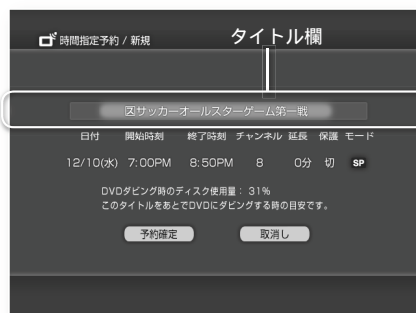 時間指定予約 / 新規
タイトル欄
図サッカーオールスターゲーム第一戦
日付 開始時刻 終了時刻 チャンネル 延長 保護 モード
12/10(水) 7:00PM 8:50PM 8 0分 切 SP
DVDダビング時のディスク使用量： 31%
このタイトルをあとでDVDにダビングする時の目安です。
予約確定 取消し